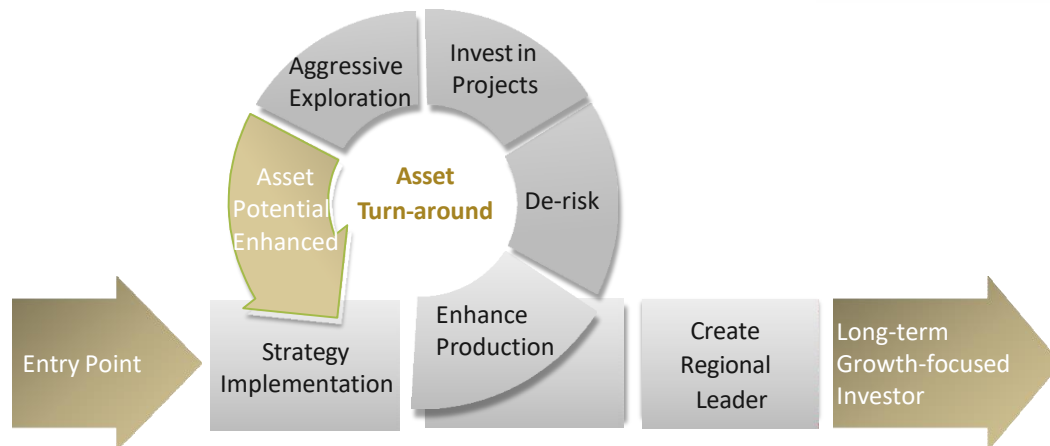 Aggressive
Exploration
Invest in
Projects
Asset
Potential
Enhanced
Asset
Turn-around
De-risk
Entry Point
Strategy
Implementation
Enhance
Production
Create
Regional
Leader
Long-term
Growth-focused
Investor